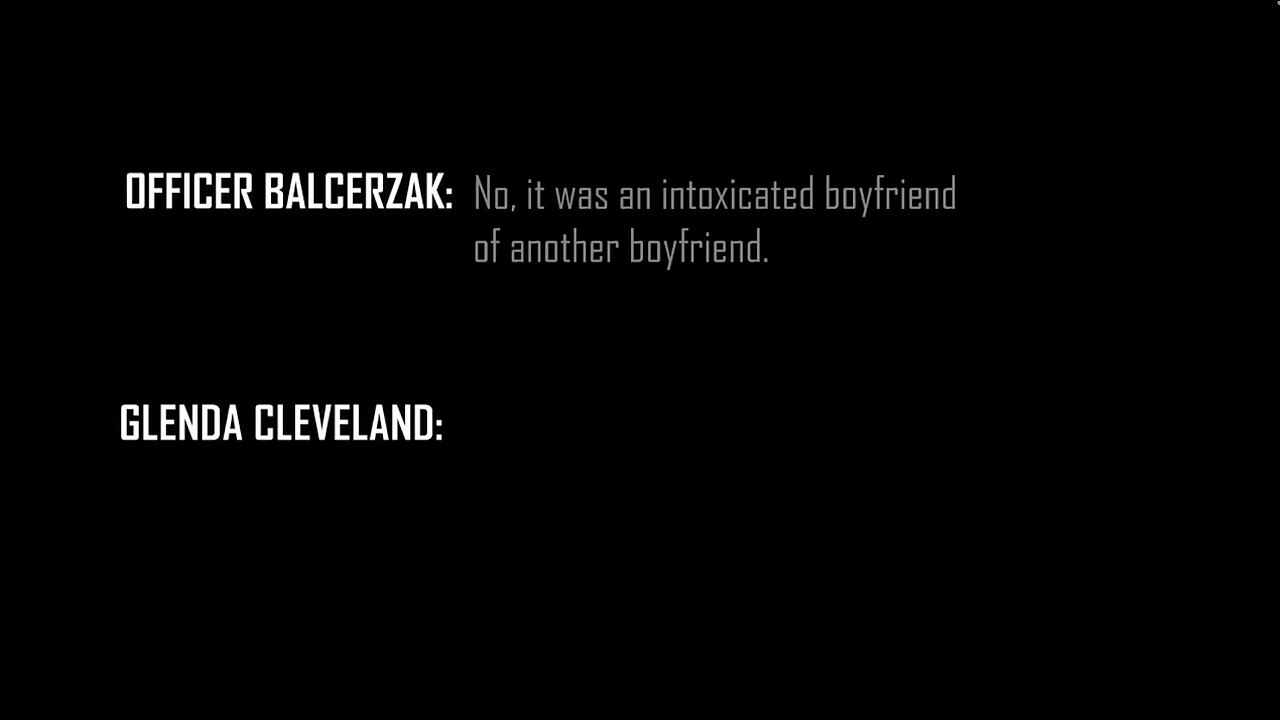 OFFICER BALCERZAK: No, it was an intoxicated boyfriend
of another boyfriend.
GLENDA CLEVELAND: